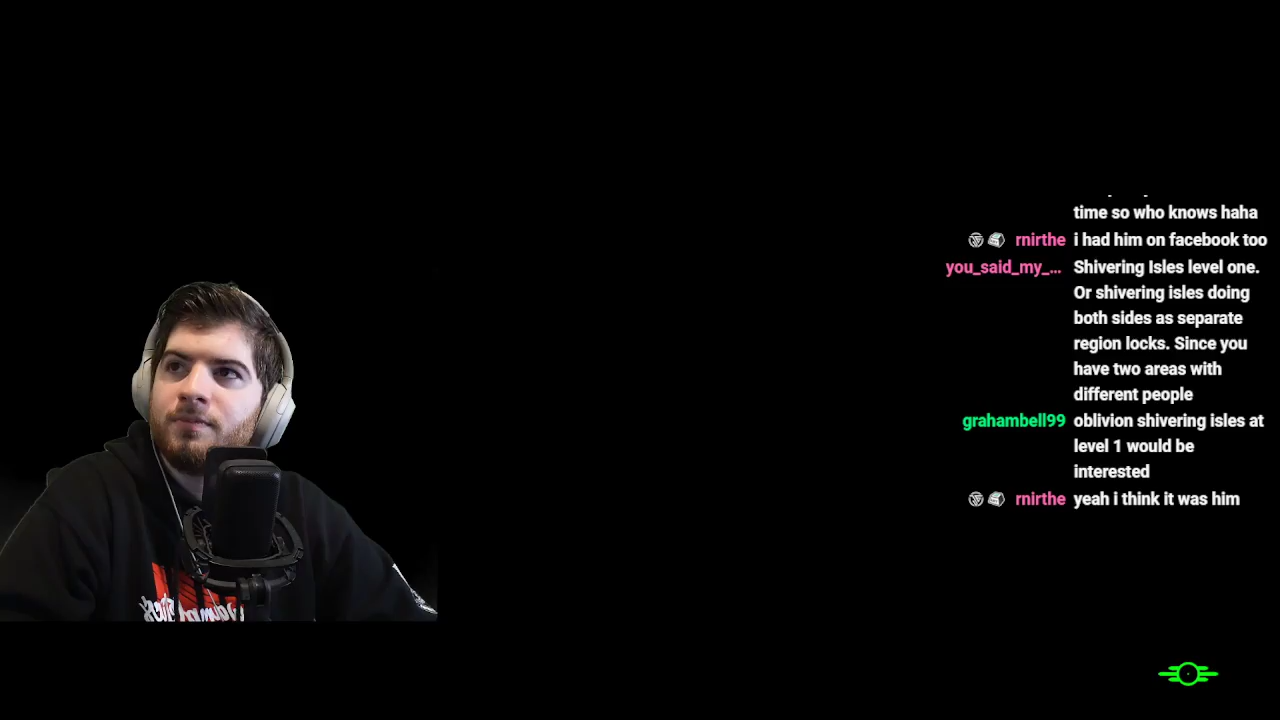 time so who knows haha
rnirthe i had him on facebook too
you_said_my_... Shivering Isles level one.
Or shivering isles doing
both sides as separate
region locks. Since you
have two areas with
different people
grahambell99 oblivion shivering isles at
level 1 would be
interested
rnirthe yeah i think it was him